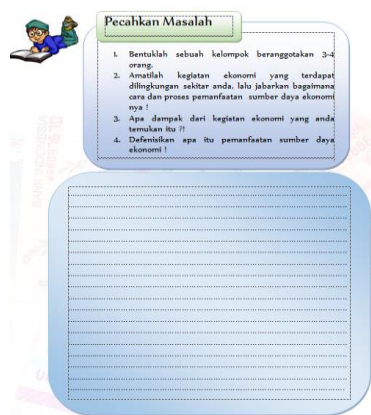 Pecahkan Masalah
1. Bentuklah sebuah kelompok beranggotakan 3-4
orang.
2. Amatilah kegiatan ekonomi yang terdapat
dilingkungan sekitar anda, lalu jabarkan bagaimana
cara dan proses pemanfaatan sumber daya ekonomi
nya !
3. Apa dampak dari kegiatan ekonomi yang anda
temukan itu ?!
4. Defenisikan apa itu pemanfaatan sumber daya
ekonomi !
BANK INDONESIA